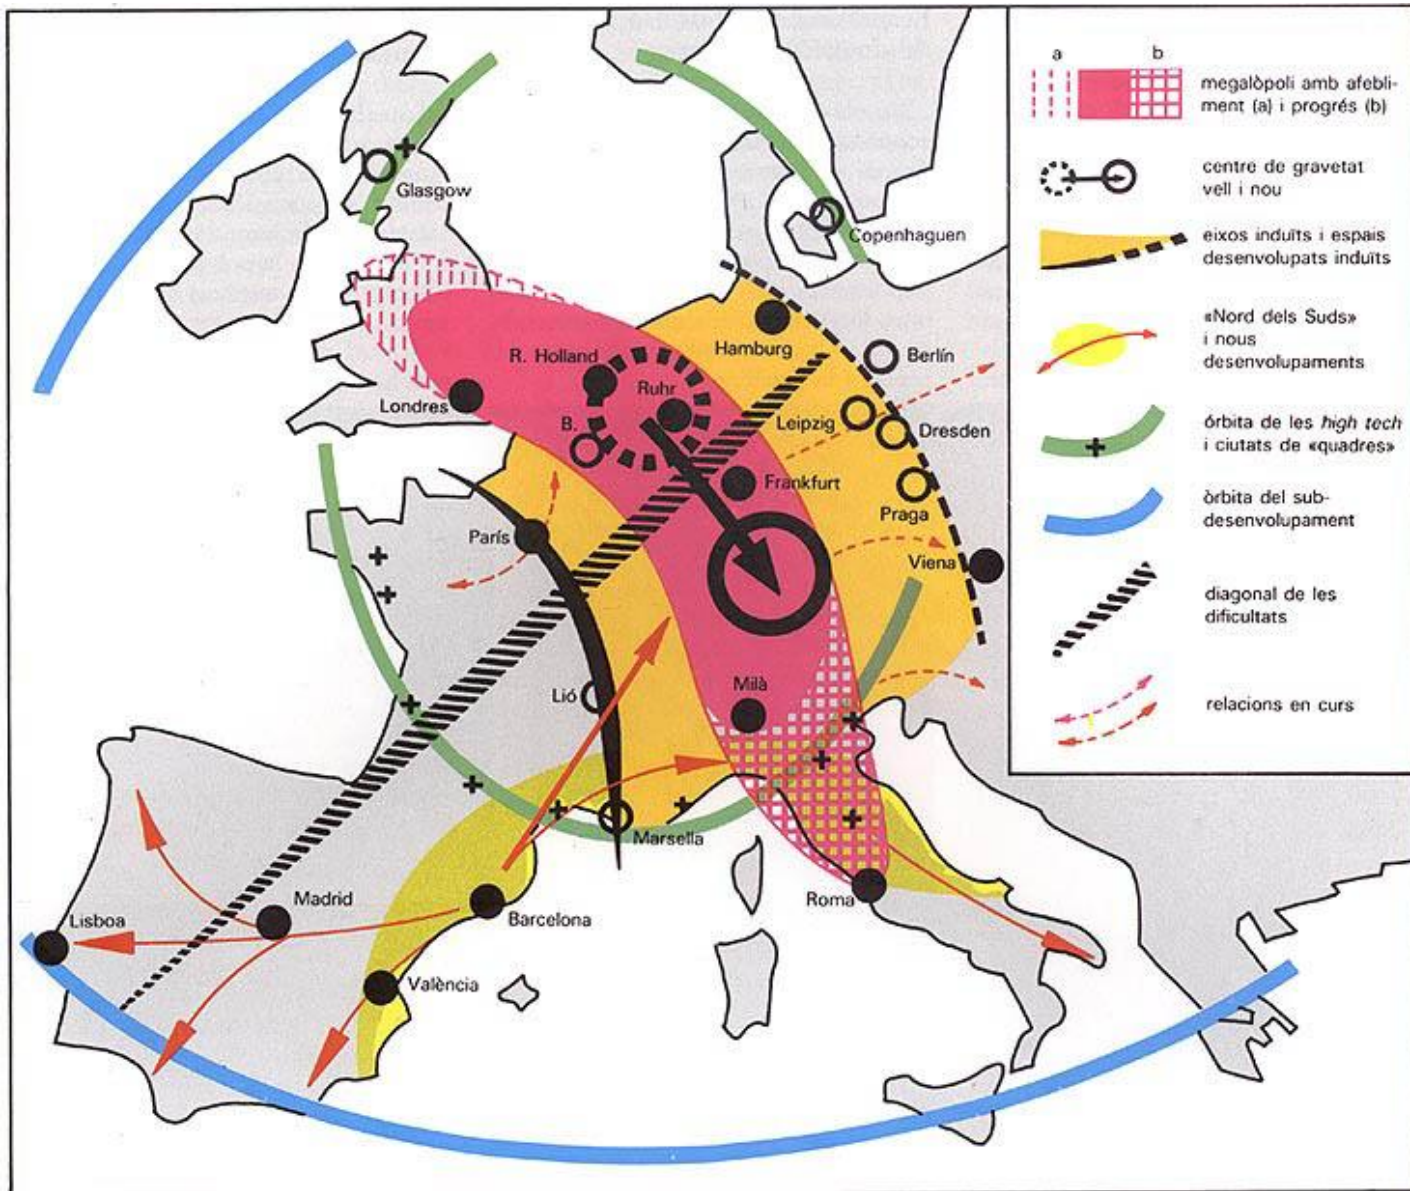 a b
megalòpoli amb afebli-
ment (a) i progrés (b)
centre de gravetat
vell i nou
eixos induïts i espais
desenvolupats induïts
«Nord dels Suds»
i nous
desenvolupaments
órbita de les high tech
i ciutats de «quadres»
òrbita del sub-
desenvolupament
diagonal de les
dificultats
relacions en curs
Glasgow
Copenhaguen
R. Holland
Hamburg
Berlín
Ruhr
Londres
B.
Leipzig
Dresden
Frankfurt
París
Praga
Viena
Lió
Milà
Marsella
Roma
Madrid
Lisboa
Barcelona
València